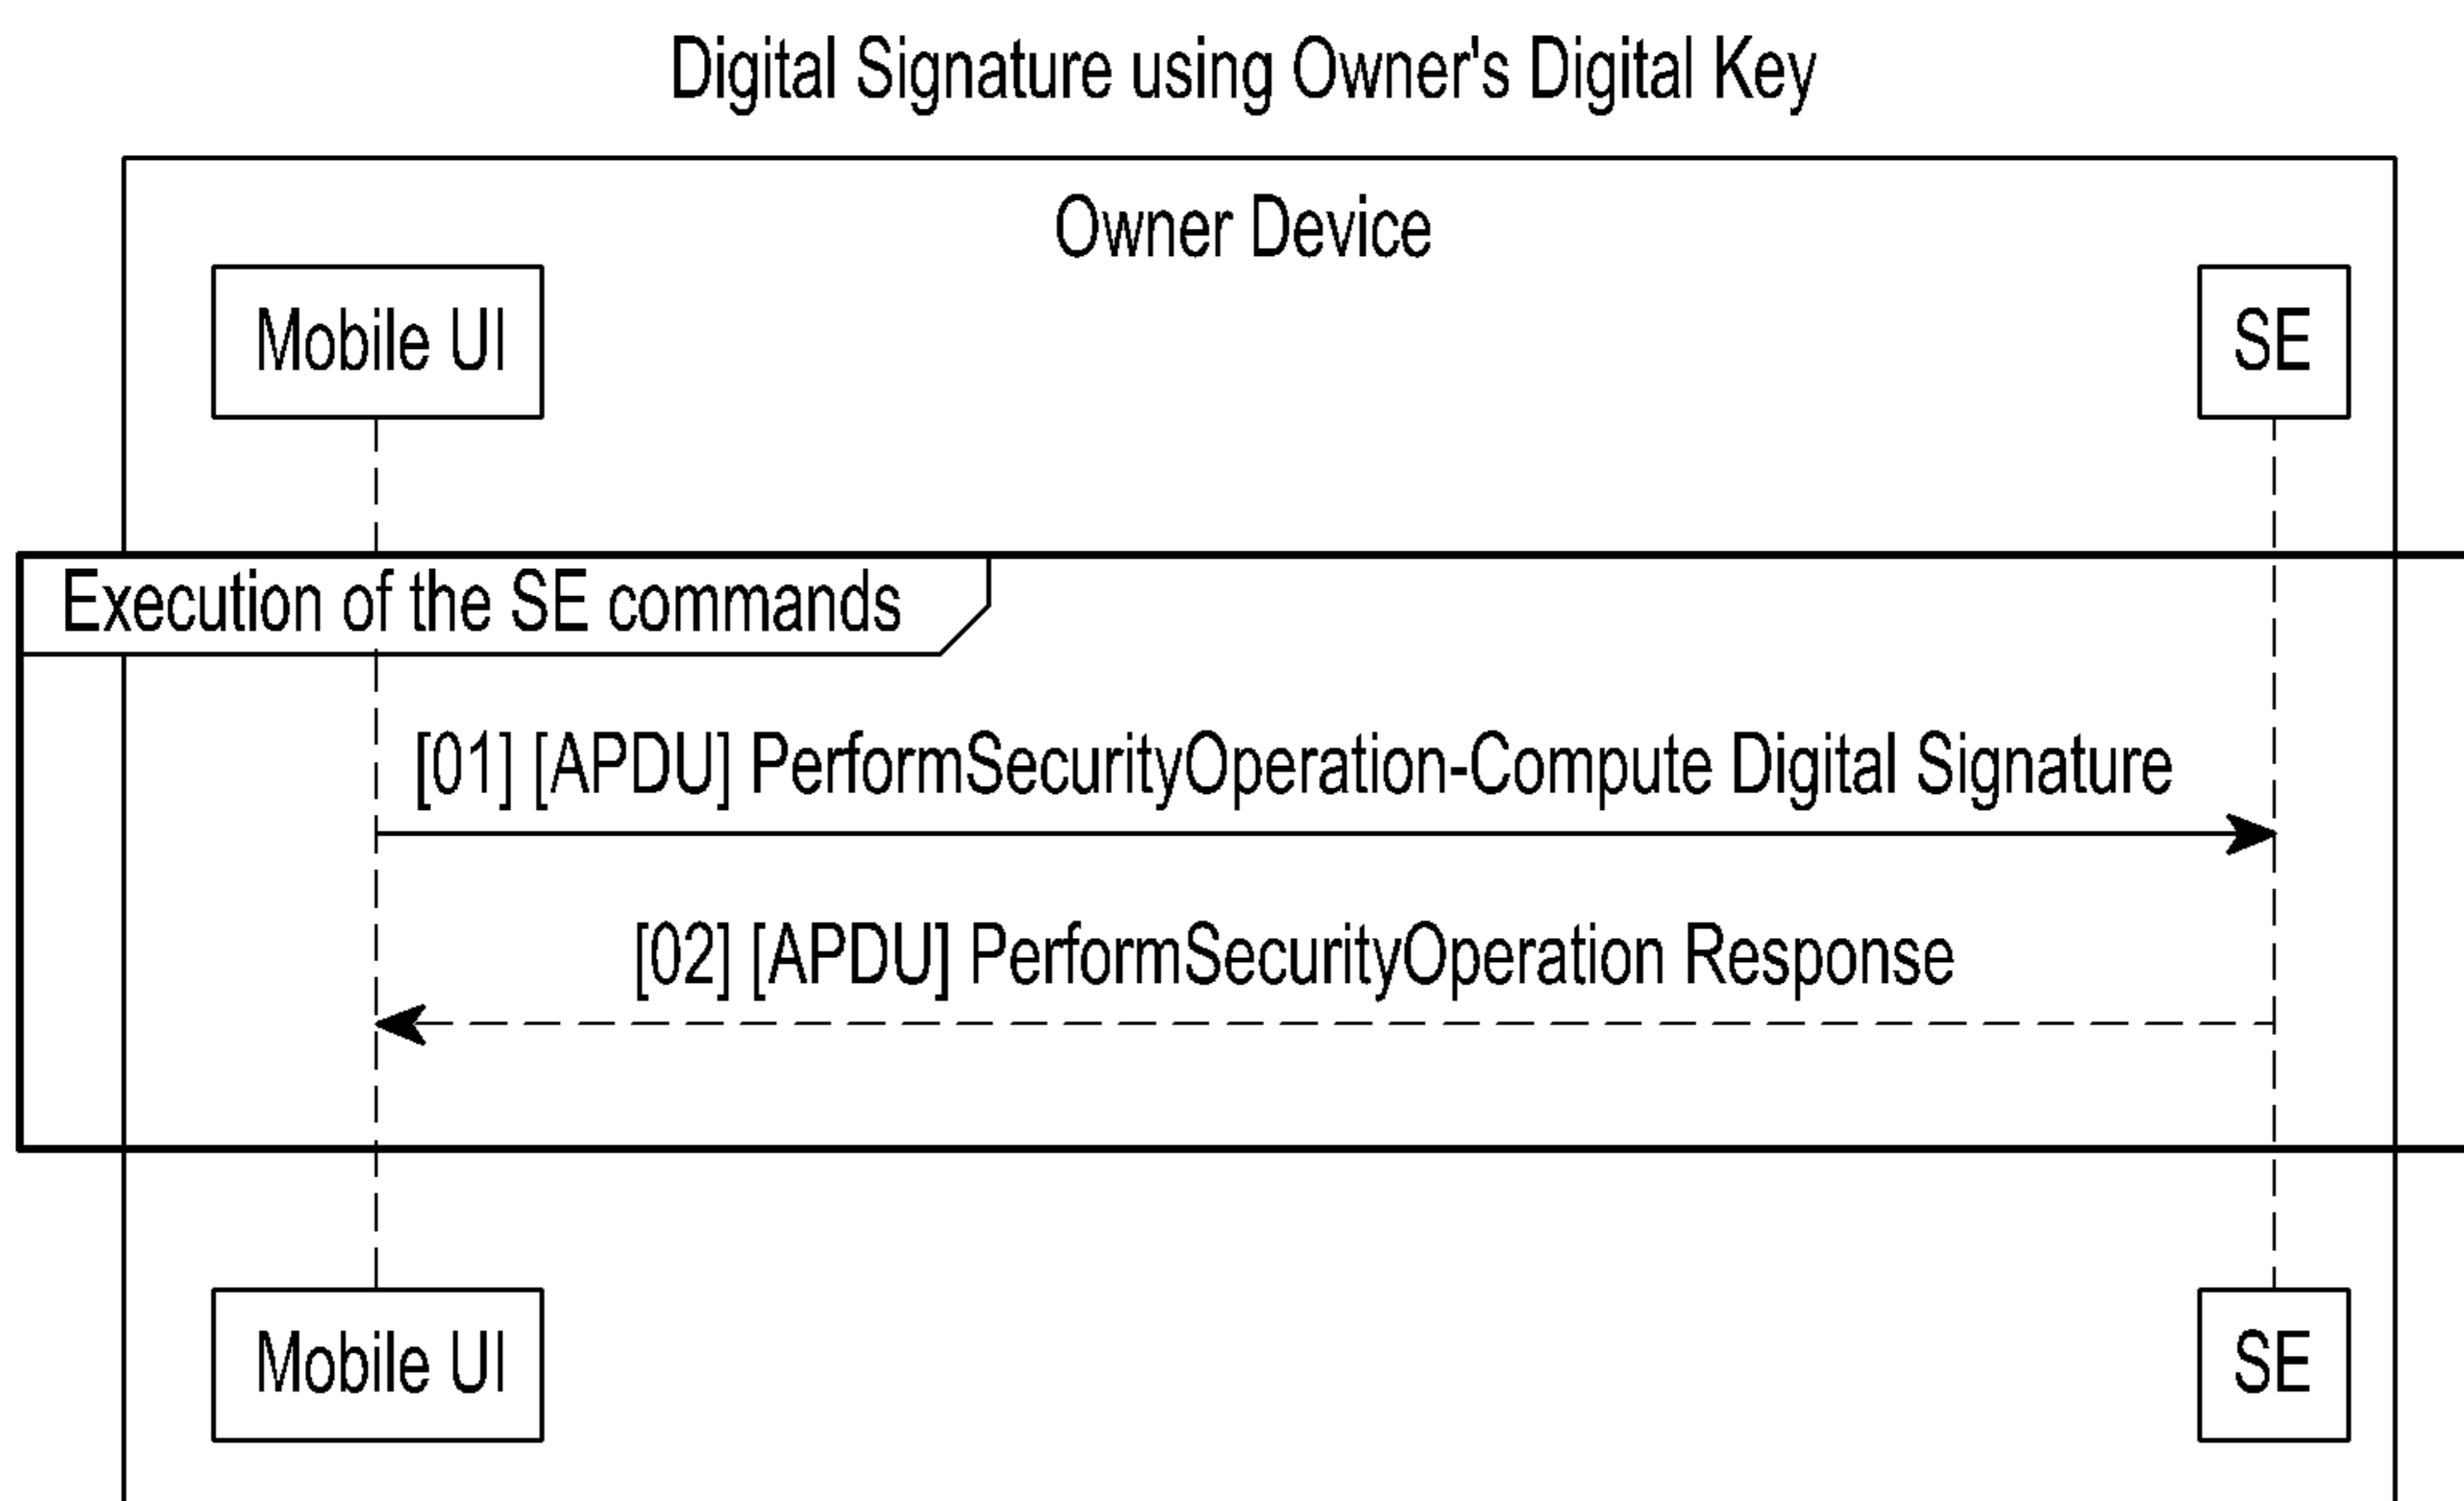 Digital Signature using Owner's Digital Key
Owner Device
Mobile UI
SE
Execution of the SE commands
[01] [APDU] PerformSecurityOperation-Compute Digital Signature
[02] [APDU] PerformSecurityOperation Response
Mobile UI
SE